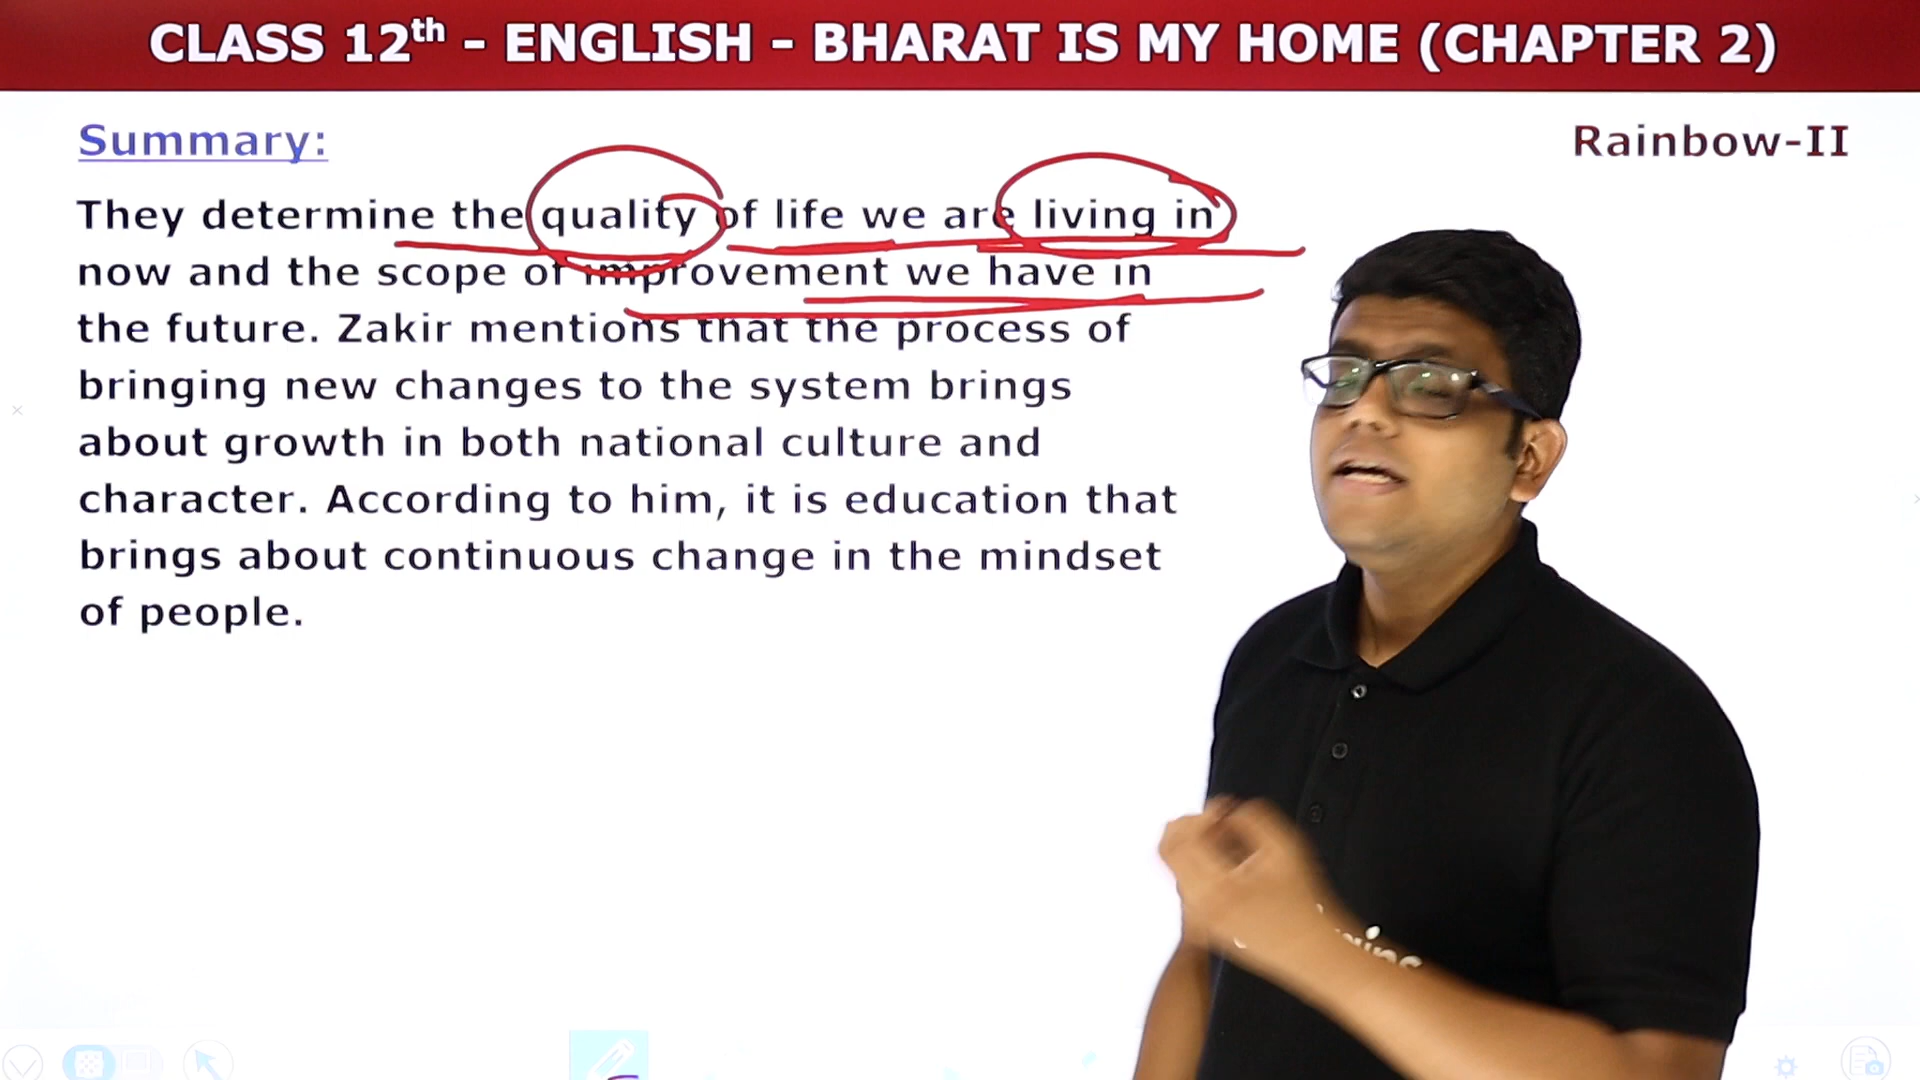 CLASS 12th - ENGLISH - BHARAT IS MY HOME (CHAPTER 2)
Summary:
Rainbow-II
They determine the quality of life we are living in
now and the scope of improvement we have in
the future. Zakir mentions that the process of
bringing new changes to the system brings
about growth in both national culture and
character. According to him, it is education that
brings about continuous change in the mindset
of people.